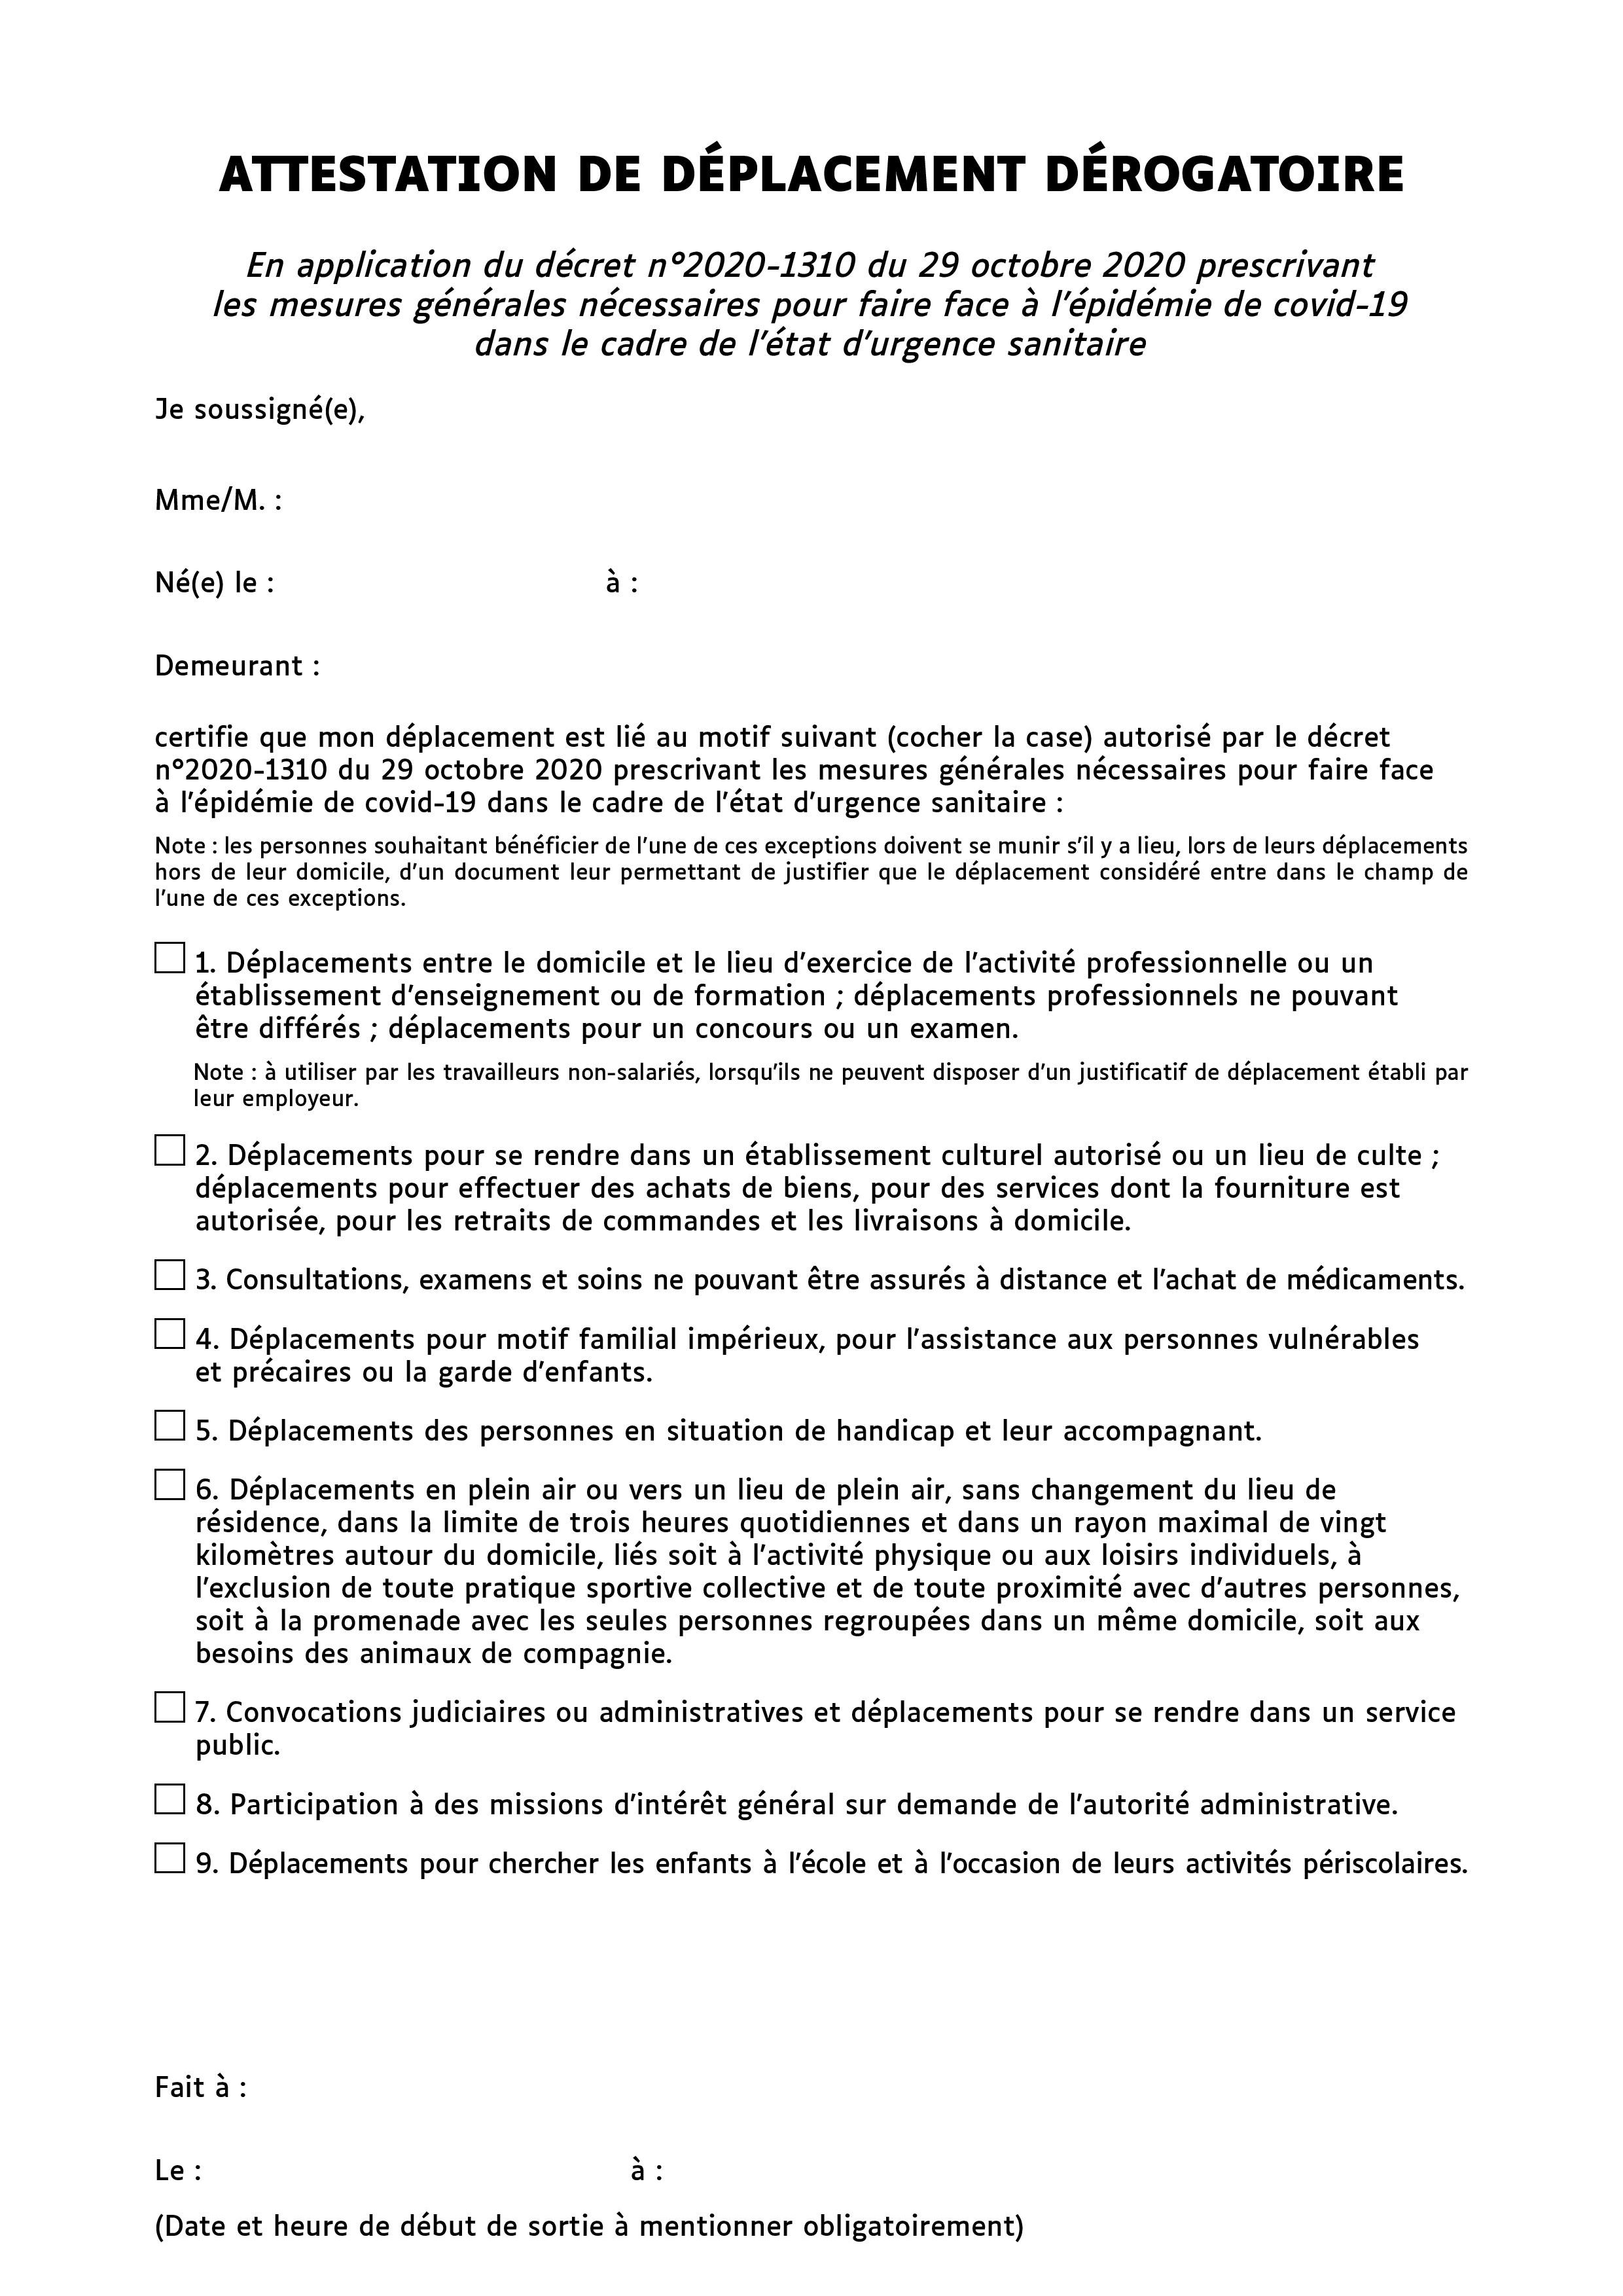 ATTESTATION DE DÉPLACEMENT DÉROGATOIRE
En application du décret n°2020-1310 du 29 octobre 2020 prescrivant
les mesures générales nécessaires pour faire face à l’épidémie de covid-19
dans le cadre de l’état d’urgence sanitaire
Je soussigné(e),
Mme/M. :
Né(e) le : à :
Demeurant :
certifie que mon déplacement est lié au motif suivant (cocher la case) autorisé par le décret
n°2020-1310 du 29 octobre 2020 prescrivant les mesures générales nécessaires pour faire face
à l’épidémie de covid-19 dans le cadre de l’état d’urgence sanitaire :
Note : les personnes souhaitant bénéficier de l’une de ces exceptions doivent se munir s’il y a lieu, lors de leurs déplacements
hors de leur domicile, d’un document leur permettant de justifier que le déplacement considéré entre dans le champ de
l’une de ces exceptions.
1. Déplacements entre le domicile et le lieu d’exercice de l’activité professionnelle ou un
établissement d’enseignement ou de formation ; déplacements professionnels ne pouvant
être différés ; déplacements pour un concours ou un examen.
Note : à utiliser par les travailleurs non-salariés, lorsqu’ils ne peuvent disposer d’un justificatif de déplacement établi par
leur employeur.
2. Déplacements pour se rendre dans un établissement culturel autorisé ou un lieu de culte ;
déplacements pour effectuer des achats de biens, pour des services dont la fourniture est
autorisée, pour les retraits de commandes et les livraisons à domicile.
3. Consultations, examens et soins ne pouvant être assurés à distance et l’achat de médicaments.
4. Déplacements pour motif familial impérieux, pour l’assistance aux personnes vulnérables
et précaires ou la garde d’enfants.
5. Déplacements des personnes en situation de handicap et leur accompagnant.
6. Déplacements en plein air ou vers un lieu de plein air, sans changement du lieu de
résidence, dans la limite de trois heures quotidiennes et dans un rayon maximal de vingt
kilomètres autour du domicile, liés soit à l’activité physique ou aux loisirs individuels, à
l’exclusion de toute pratique sportive collective et de toute proximité avec d’autres personnes,
soit à la promenade avec les seules personnes regroupées dans un même domicile, soit aux
besoins des animaux de compagnie.
7. Convocations judiciaires ou administratives et déplacements pour se rendre dans un service
public.
8. Participation à des missions d’intérêt général sur demande de l’autorité administrative.
9. Déplacements pour chercher les enfants à l’école et à l’occasion de leurs activités périscolaires.
Fait à :
Le : à :
(Date et heure de début de sortie à mentionner obligatoirement)